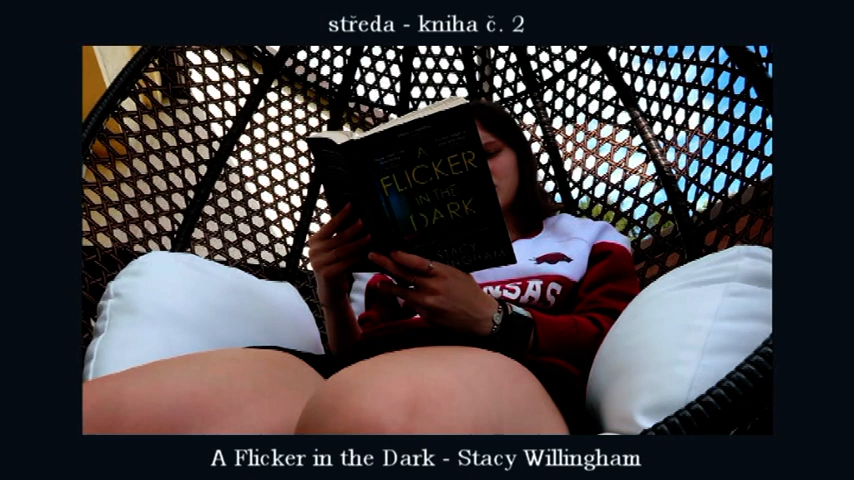 středa - kniha č. 2
A
FLICKER
IN THE
DARK
STACY
WILLINGHAM
NSAS
A Flicker in the Dark - Stacy Willingham